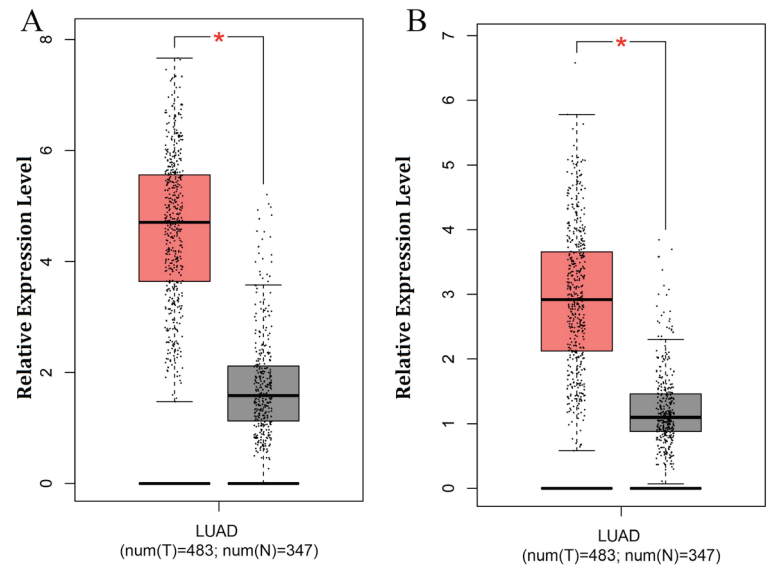 A
*
8
6
4
2
0
Relative Expression Level
LUAD
(num(T)=483; num(N)=347)
B
*
7
6
5
4
3
2
1
0
Relative Expression Level
LUAD
(num(T)=483; num(N)=347)